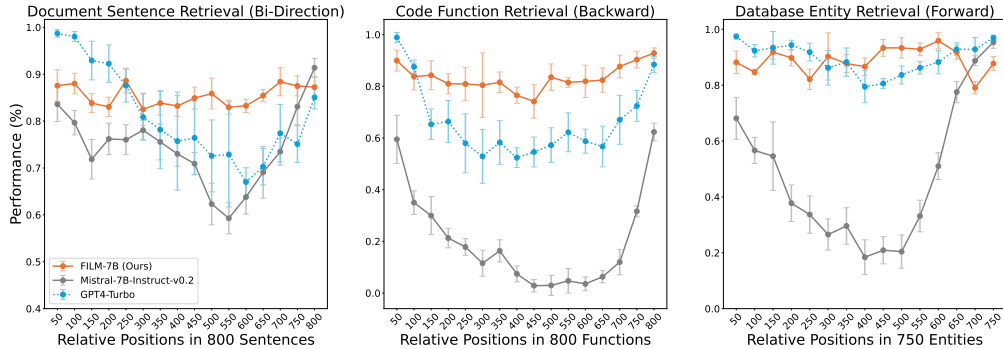 Document Sentence Retrieval (Bi-Direction)
Performance (%)
1.0
0.9
0.8
0.7
0.6
0.5
0.4
FILM-7B (Ours)
Mistral-7B-Instruct-v0.2
GPT4-Turbo
50 100 150 200 250 300 350 400 450 500 550 600 650 700 750 800
Relative Positions in 800 Sentences
Code Function Retrieval (Backward)
1.0
0.8
0.6
0.4
0.2
0.0
50 100 150 200 250 300 350 400 450 500 550 600 650 700 750 800
Relative Positions in 800 Functions
Database Entity Retrieval (Forward)
1.0
0.8
0.6
0.4
0.2
0.0
50 100 150 200 250 300 350 400 450 500 550 600 650 700 750
Relative Positions in 750 Entities